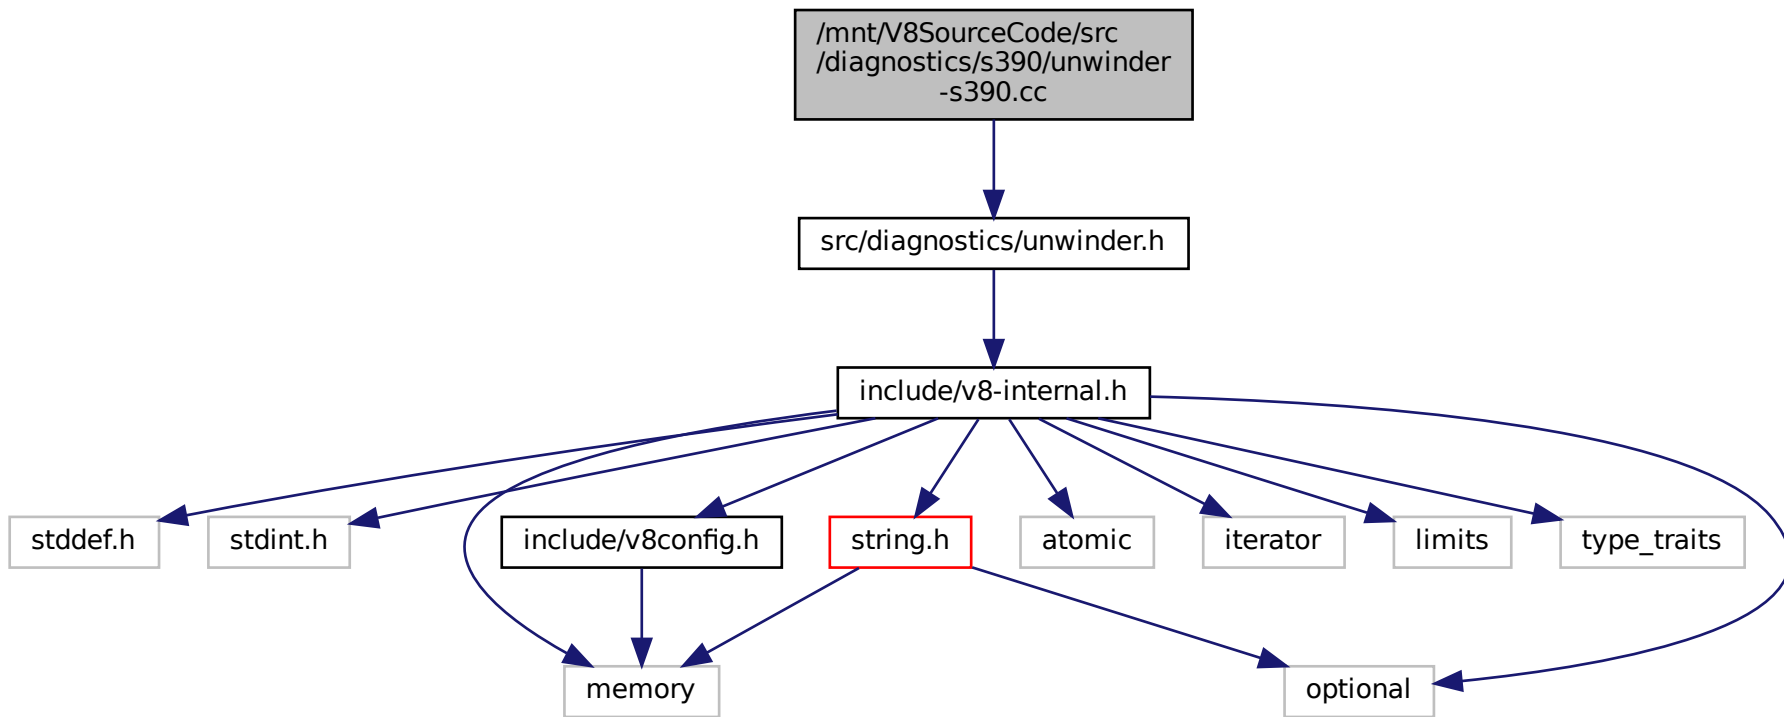 /mnt/V8SourceCode/src
/diagnostics/s390/unwinder
-s390.cc
src/diagnostics/unwinder.h
include/v8-internal.h
stddef.h
stdint.h
include/v8config.h
string.h
atomic
iterator
limits
type_traits
memory
optional